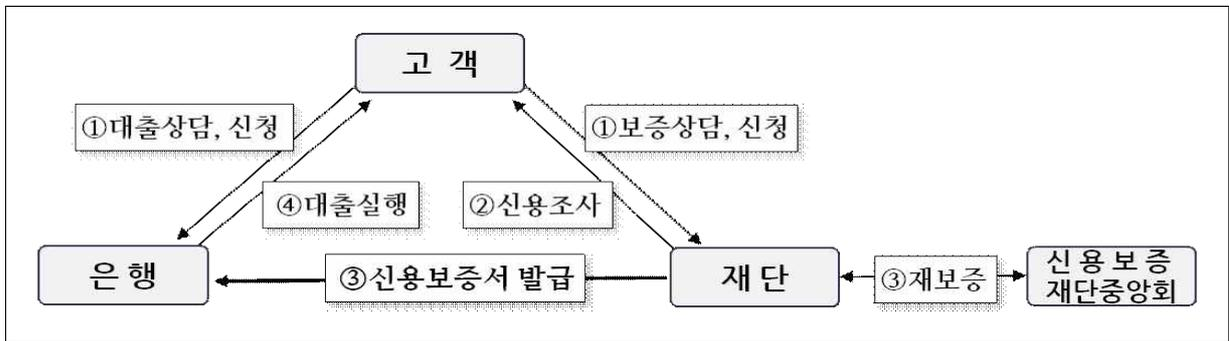 고 객
①대출상담, 신청
①보증상담, 신청
④대출실행
②신용조사
은 행
③신용보증서 발급
재 단
③재보증
신 용 보 증
재단중앙회